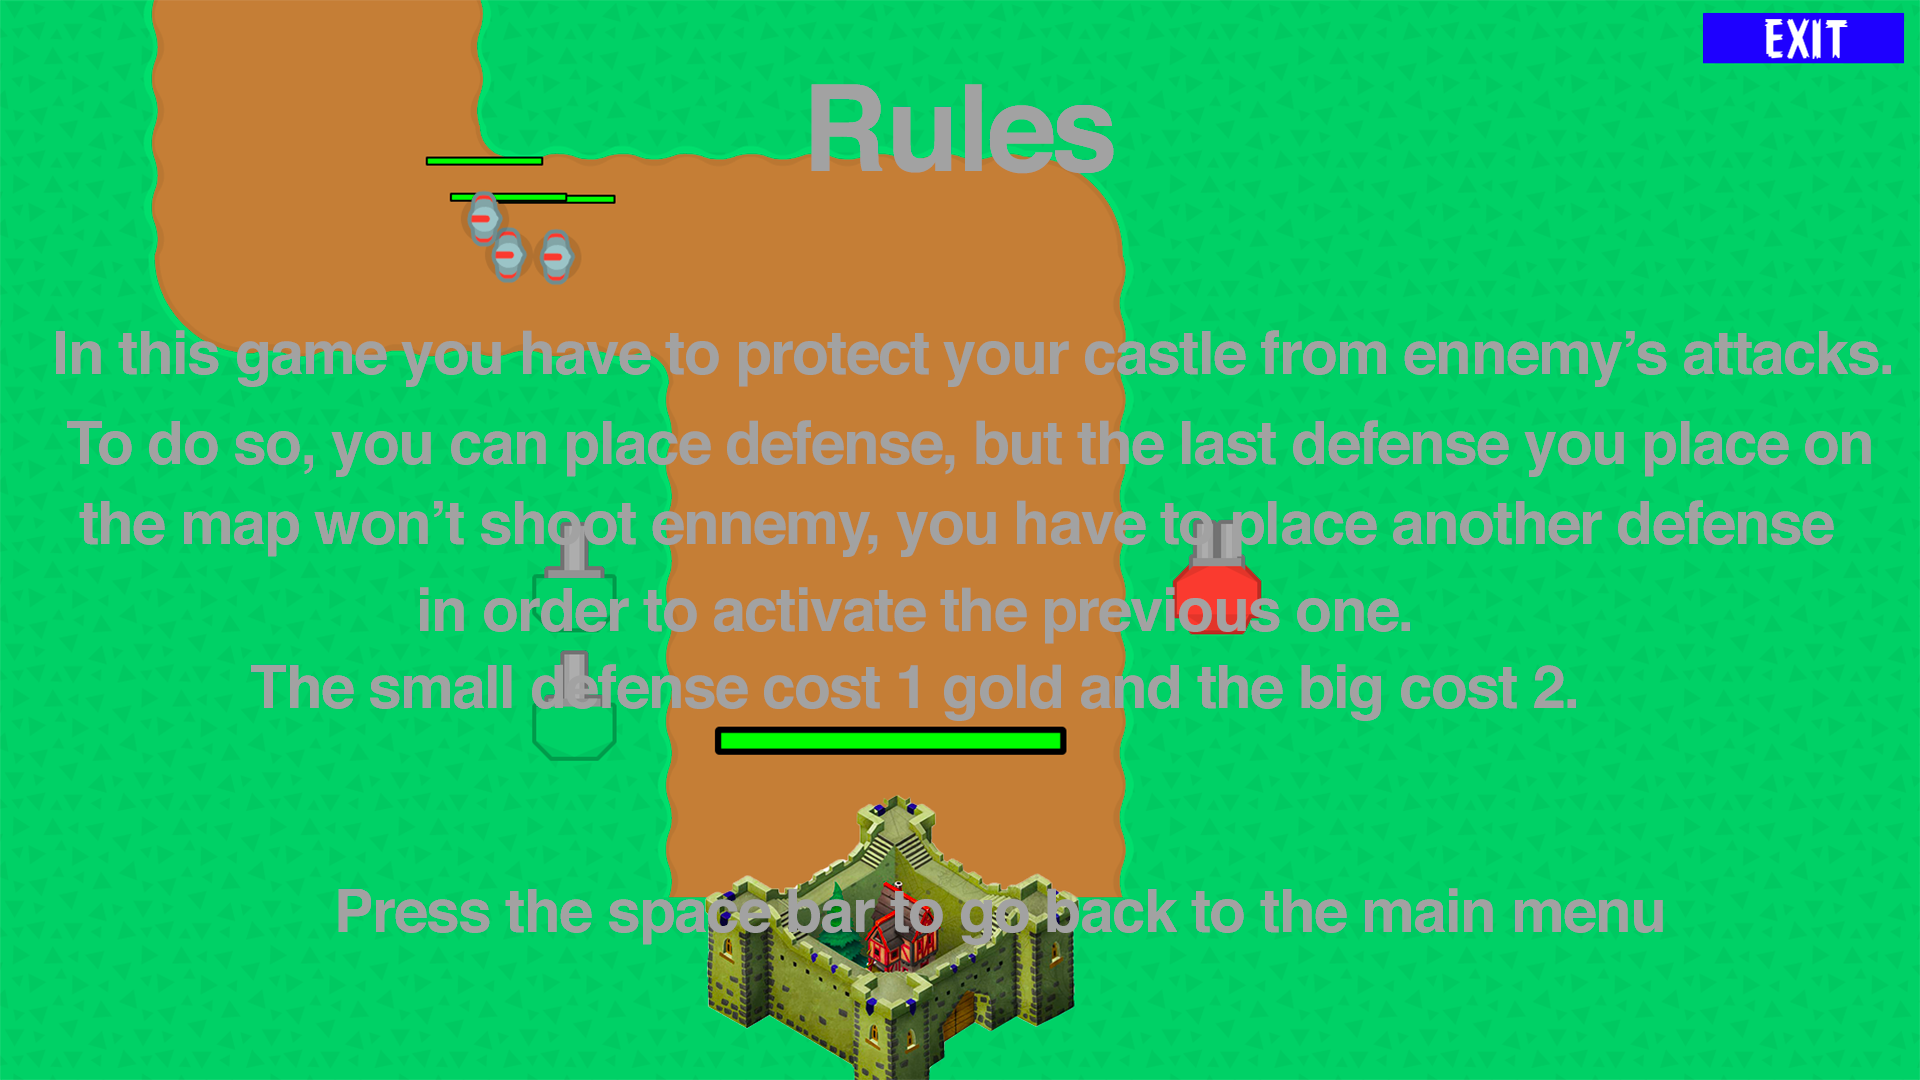 EXIT
Rules
In this game you have to protect your castle from ennemy’s attacks.
To do so, you can place defense, but the last defense you place on
the map won’t shoot ennemy, you have to place another defense
in order to activate the previous one.
The small defense cost 1 gold and the big cost 2.
Press the space bar to go back to the main menu